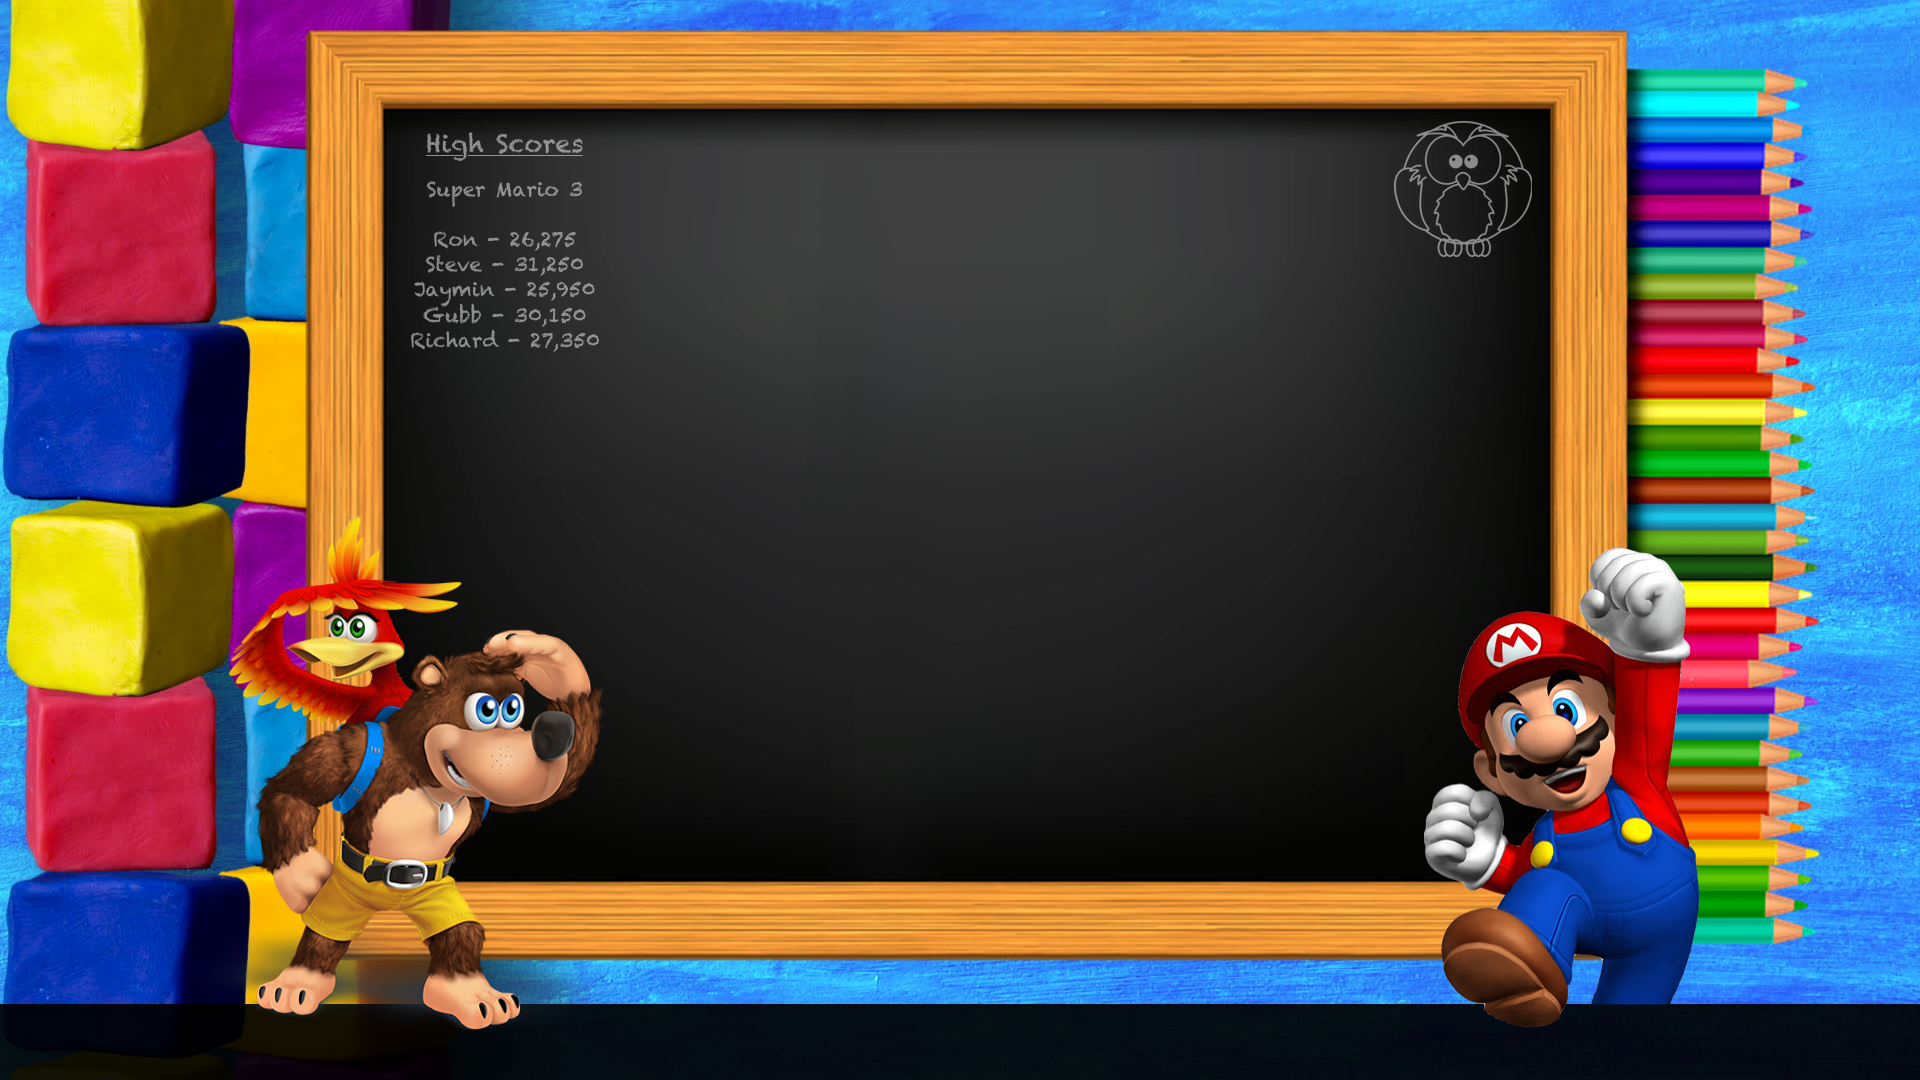 High Scores
Super Mario 3
Ron - 26,275
Steve - 31,250
Jaymin - 25,950
Gubb - 30,150
Richard - 27,350
M